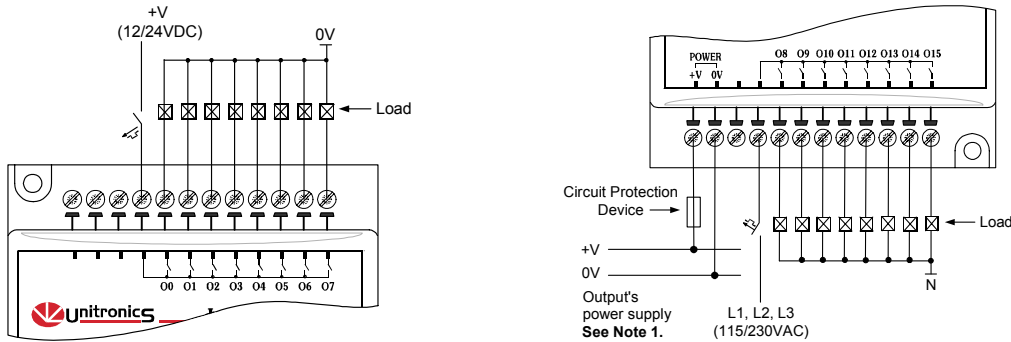 +V
(12/24VDC)
0V
Load
O0 O1 O2 O3 O4 O5 O6 O7
UnitronicS
POWER
+V 0V
O8 O9 O10 O11 O12 O13 O14 O15
Circuit Protection
Device
Load
+V
0V
N
Output's
power supply
See Note 1.
L1, L2, L3
(115/230VAC)